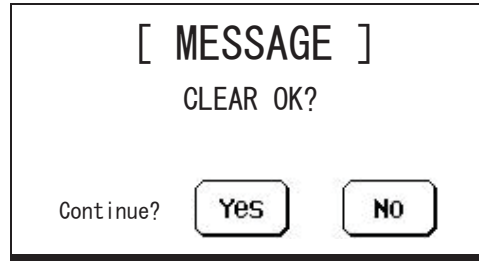 [ MESSAGE ]
CLEAR OK?
Continue? Yes No